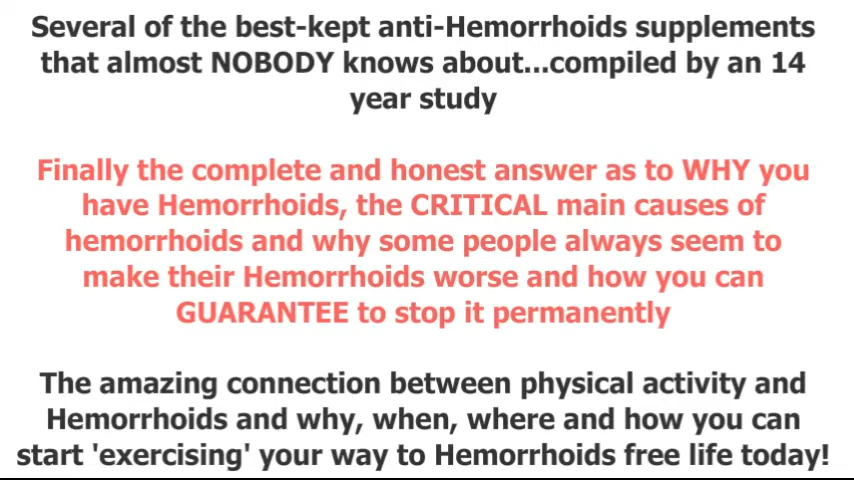 Several of the best-kept anti-Hemorrhoids supplements
that almost NOBODY knows about...compiled by an 14
year study
Finally the complete and honest answer as to WHY you
have Hemorrhoids, the CRITICAL main causes of
hemorrhoids and why some people always seem to
make their Hemorrhoids worse and how you can
GUARANTEE to stop it permanently
The amazing connection between physical activity and
Hemorrhoids and why, when, where and how you can
start 'exercising' your way to Hemorrhoids free life today!